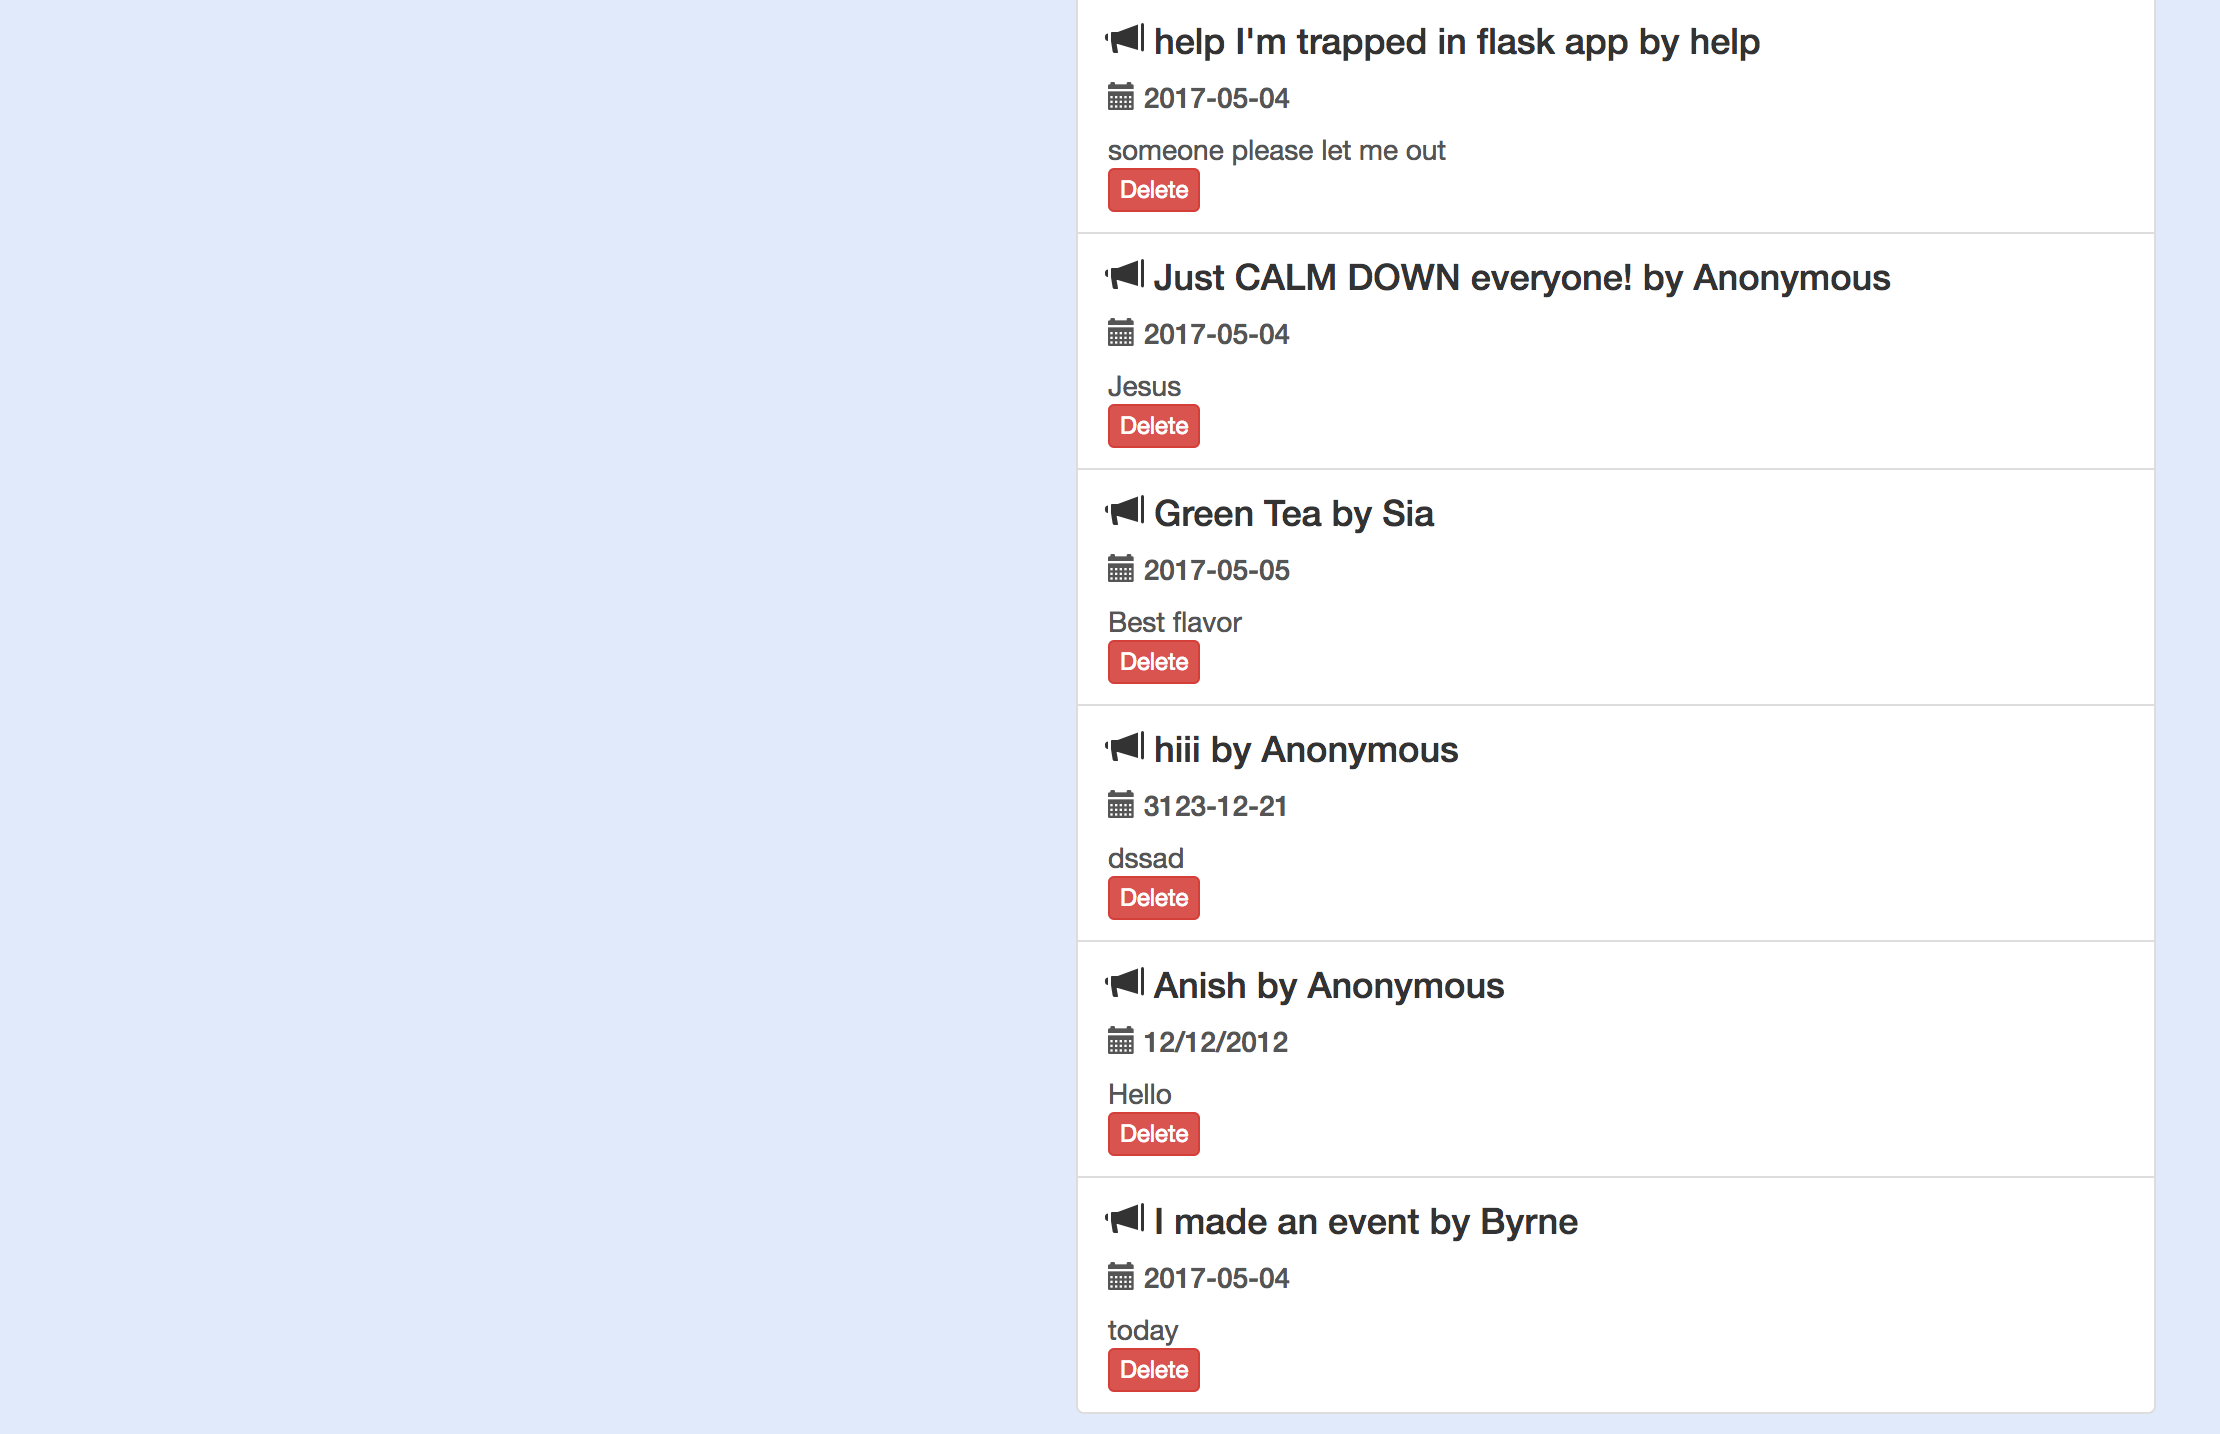 help I'm trapped in flask app by help
2017-05-04
someone please let me out
Delete
Just CALM DOWN everyone! by Anonymous
2017-05-04
Jesus
Delete
Green Tea by Sia
2017-05-05
Best flavor
Delete
hiii by Anonymous
3123-12-21
dssad
Delete
Anish by Anonymous
12/12/2012
Hello
Delete
I made an event by Byrne
2017-05-04
today
Delete